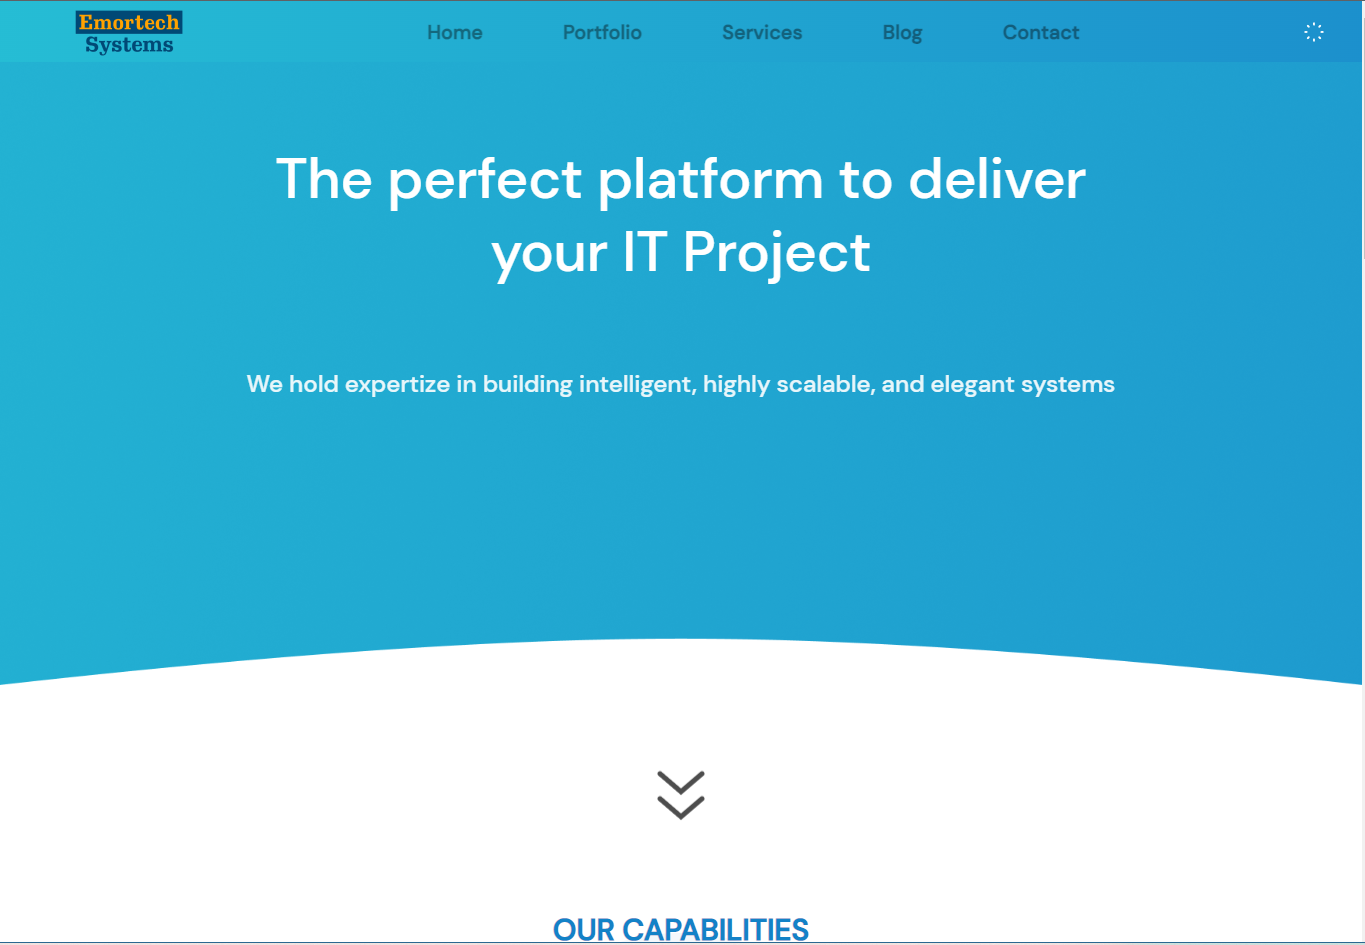 Emortech
Systems
Home
Portfolio
Services
Blog
Contact
The perfect platform to deliver
your IT Project
We hold expertize in building intelligent, highly scalable, and elegant systems
OUR CAPABILITIES